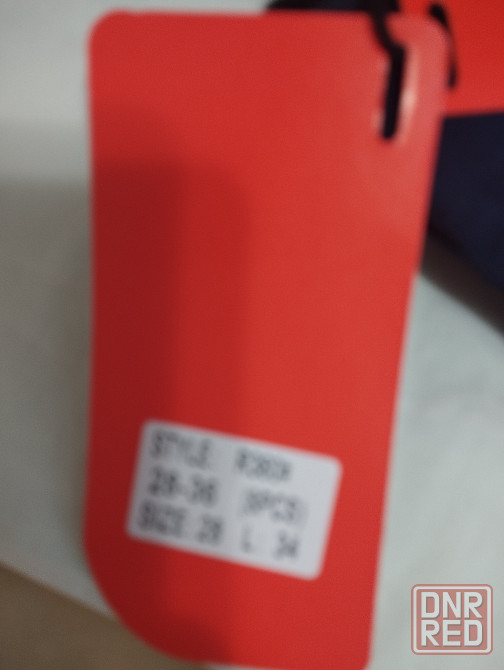 STYLE:
28-36 (9PCS)
SIZE:28 L: 34
DNR
RED